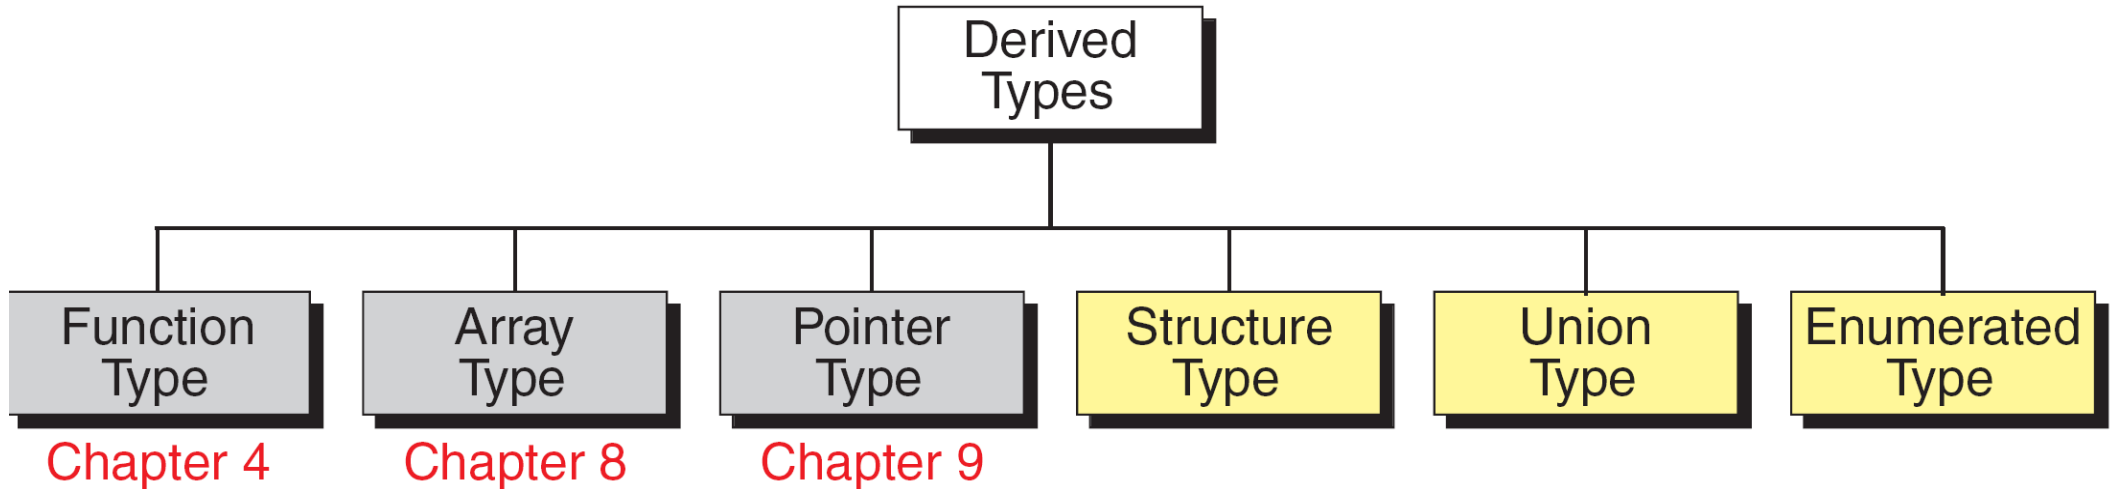 Derived
Types
Function
Type
Array
Type
Pointer
Type
Structure
Type
Union
Type
Enumerated
Type
Chapter 4
Chapter 8
Chapter 9